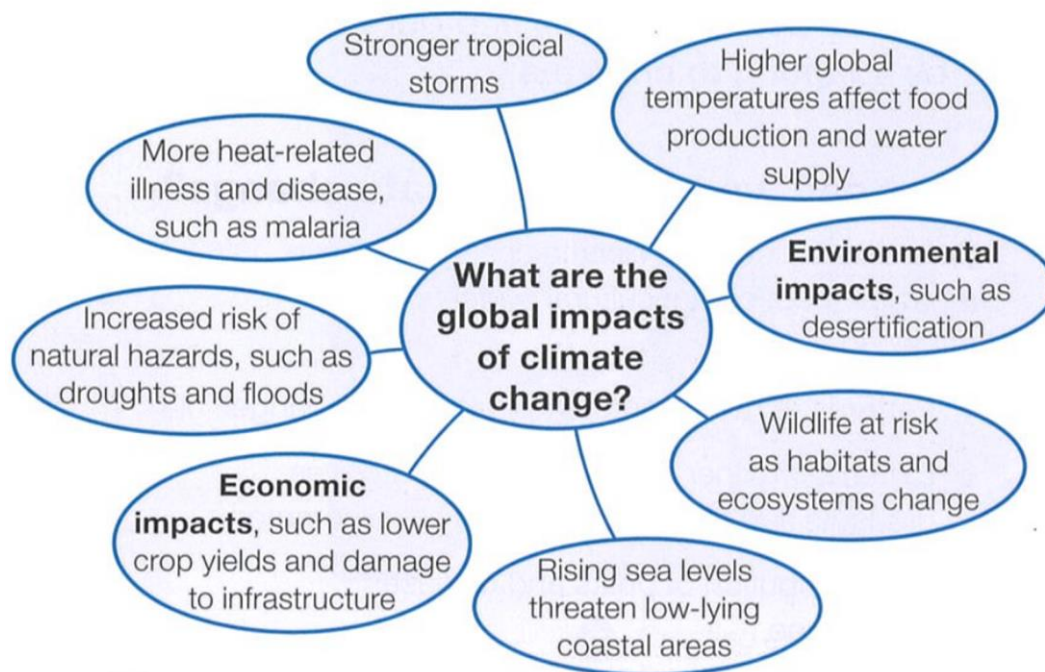 Stronger tropical
storms
Higher global
temperatures affect food
production and water
supply
More heat-related
illness and disease,
such as malaria
What are the
global impacts
of climate
change?
Environmental
impacts, such as
desertification
Increased risk of
natural hazards, such as
droughts and floods
Wildlife at risk
as habitats and
ecosystems change
Economic
impacts, such as lower
crop yields and damage
to infrastructure
Rising sea levels
threaten low-lying
coastal areas